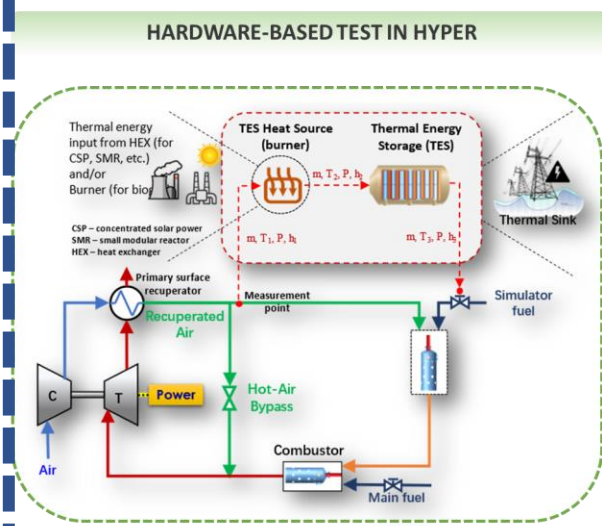 HARDWARE-BASED TEST IN HYPER
Thermal energy
input from HEX (for
CSP, SMR, etc.)
and/or
Burner (for bio
TES Heat Source
(burner)
Thermal Energy
Storage (TES)
m, T2, P, h2
m, T1, P, h1
m, T3, P, h3
Thermal Sink
CSP – concentrated solar power
SMR – small modular reactor
HEX – heat exchanger
Primary surface
recuperator
Measurement
point
Recuperated
Air
Simulator
fuel
Hot-Air
Bypass
C
T
Power
Air
Combustor
Main fuel